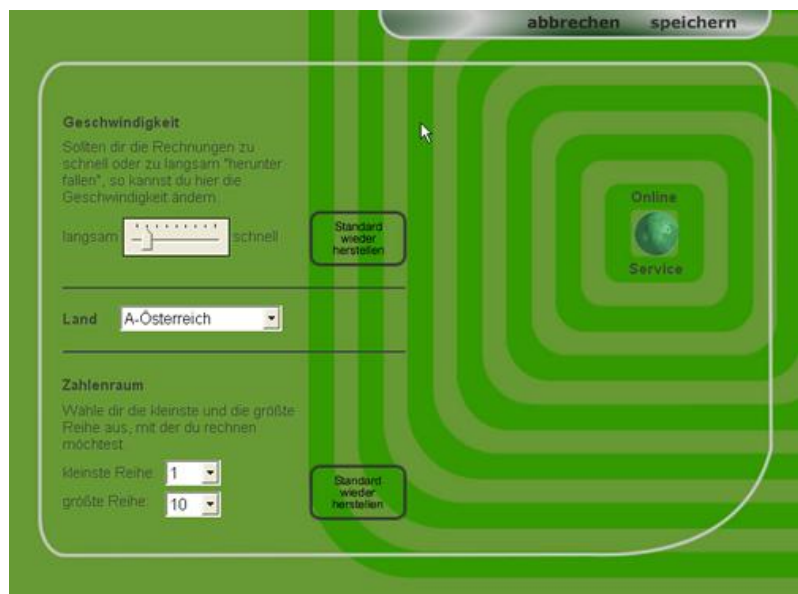 abbrechen speichern
Geschwindigkeit
Sollten dir die Rechnungen zu
schnell oder zu langsam "herunter
fallen", so kannst du hier die
Geschwindigkeit ändern.
langsam schnell
Standard
wieder
herstellen
Online
Service
Land A-Österreich
Zahlenraum
Wähle dir die kleinste und die größte
Reihe aus, mit der du rechnen
möchtest
kleinste Reihe: 1
größte Reihe: 10
Standard
wieder
herstellen